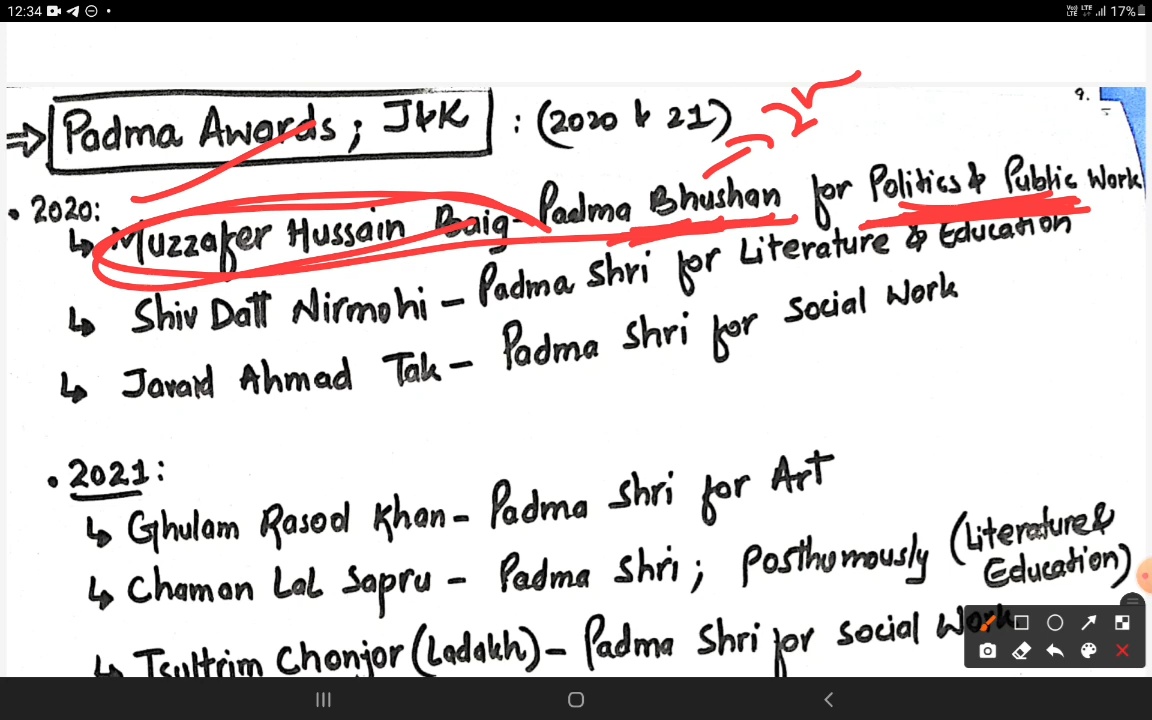 12:34
VoI) LTE LTE 17%
9.
⇒ Padma Awards; J&K : (2020 & 21)
• 2020:
↳ Muzzafer Hussain Baig - Padma Bhushan for Politics & Public Work
↳ Shiv Datt Nirmohi - Padma Shri for Literature & Education
↳ Javaid Ahmad Tak - Padma Shri for Social Work
• 2021:
↳ Ghulam Rasool Khan - Padma Shri for Art
↳ Chaman Lal Sapru - Padma Shri; Posthumously (Literature & Education)
↳ Tsultrim Chonjor (Ladakh) - Padma Shri for Social Work